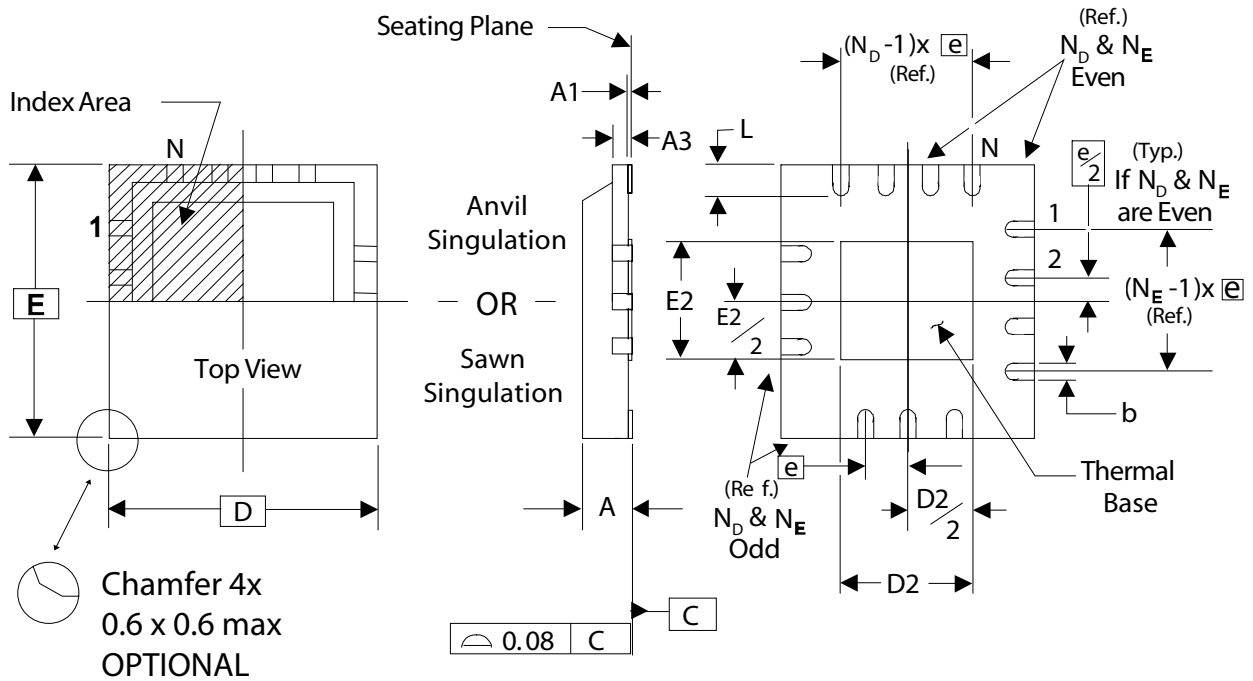 Seating Plane
(Ref.)
N_D & N_E
Even
(N_D -1)x e
(Ref.)
A1
Index Area
A3
L
N
N
e/2
(Typ.)
If N_D & N_E
are Even
1
1
2
Anvil
Singulation
E
OR
E2
E2/2
(N_E -1)x e
(Ref.)
Top View
Sawn
Singulation
b
e
Thermal
Base
(Re f.)
N_D & N_E
Odd
D
A
D2/2
D2
Chamfer 4x
0.6 x 0.6 max
OPTIONAL
C
0.08 C